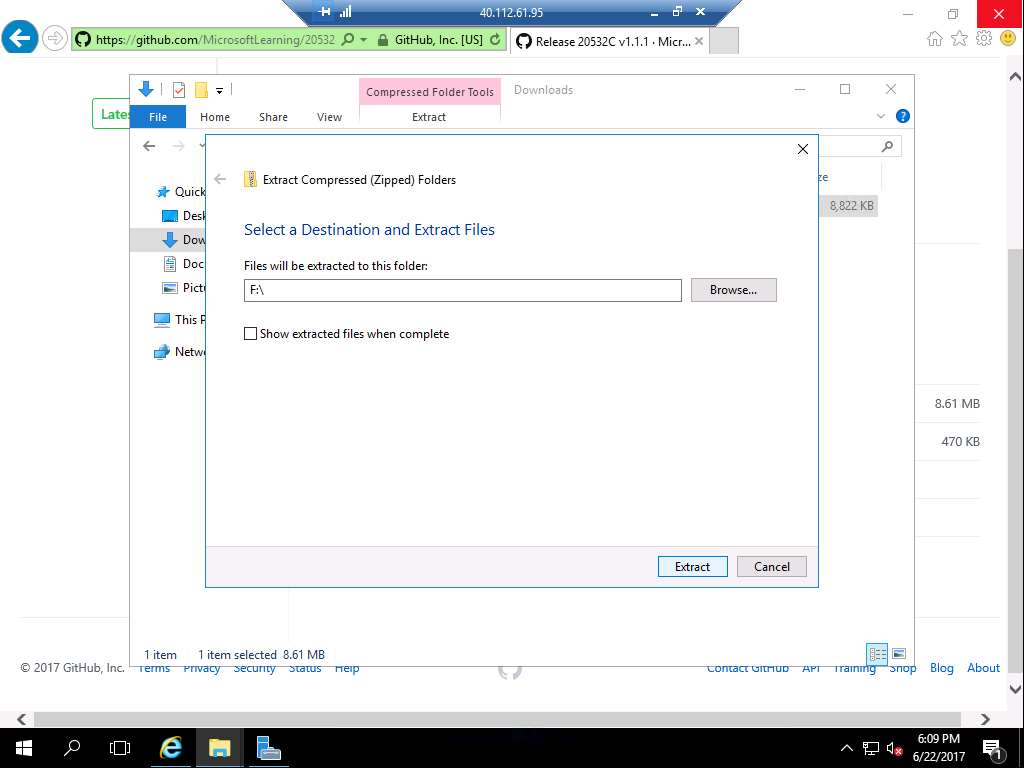 40.112.61.95
https://github.com/MicrosoftLearning/20532
GitHub, Inc. [US]
Release 20532C v1.1.1 · Micr...
Compressed Folder Tools
Downloads
Late
File
Home
Share
View
Extract
ze
Extract Compressed (Zipped) Folders
Quick
8,822 KB
Desk
Select a Destination and Extract Files
Dow
Doc
Files will be extracted to this folder:
Pictu
F:\
Browse...
This P
Show extracted files when complete
Netw
8.61 MB
470 KB
Extract
Cancel
1 item
1 item selected 8.61 MB
© 2017 GitHub, Inc.
Terms
Privacy
Security
Status
Help
Contact GitHub
API
Training
Shop
Blog
About
6:09 PM
6/22/2017
1